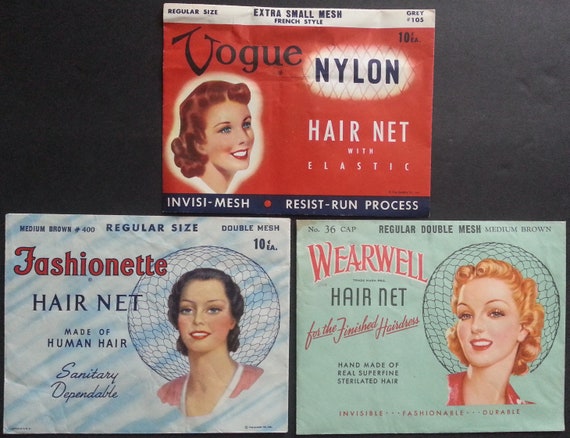 REGULAR SIZE
EXTRA SMALL MESH
FRENCH STYLE
GREY
#105
Vogue
10¢ EA.
NYLON
HAIR NET
WITH
ELASTIC
INVISI-MESH • RESIST-RUN PROCESS
MEDIUM BROWN #400
REGULAR SIZE
DOUBLE MESH
10¢ EA.
Fashionette
HAIR NET
MADE OF
HUMAN HAIR
Sanitary
Dependable
No. 36 CAP
REGULAR DOUBLE MESH
MEDIUM BROWN
WEARWELL
TRADE MARK REG.
HAIR NET
for the Finished Hairdress
HAND MADE OF
REAL SUPERFINE
STERILATED HAIR
INVISIBLE • • • FASHIONABLE • • • DURABLE